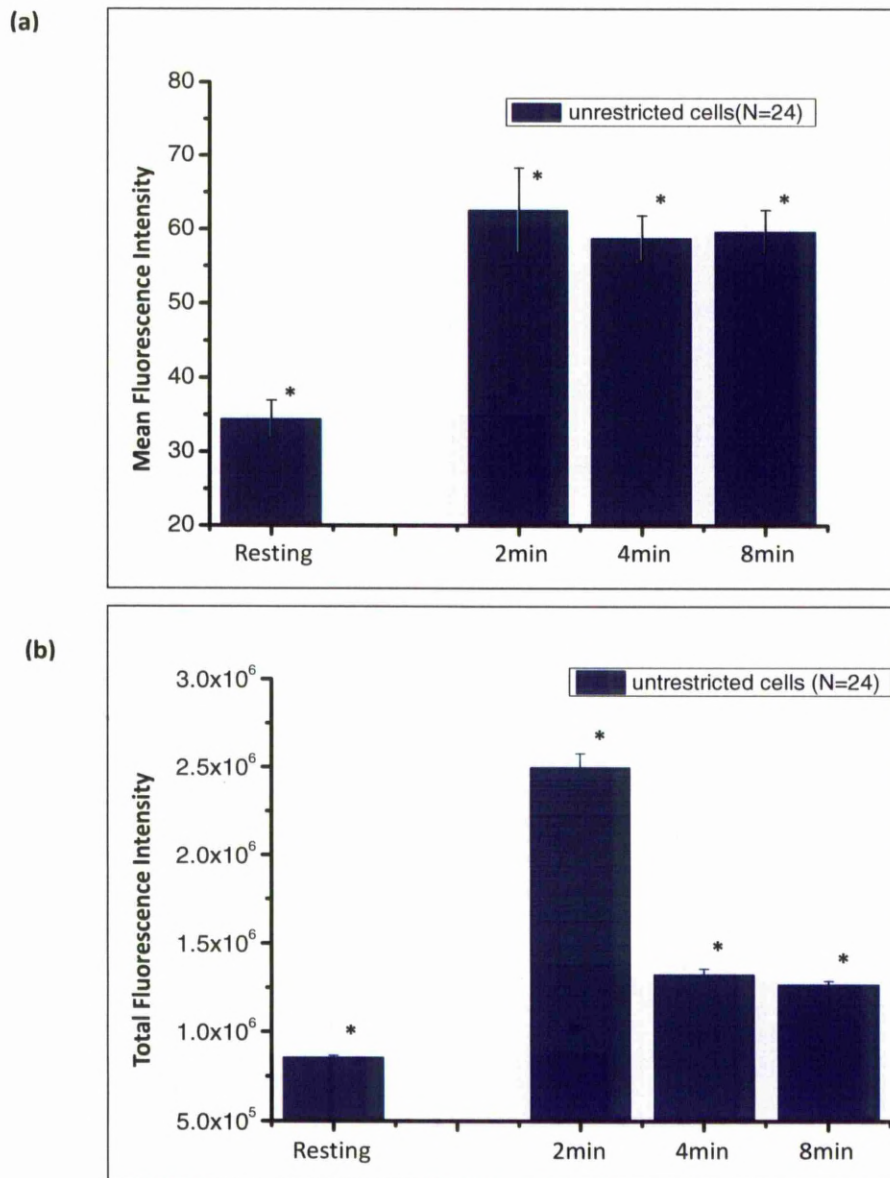 (a)
Mean Fluorescence Intensity
80
70
60
50
40
30
20
unrestricted cells(N=24)
*
*
*
*
Resting 2min 4min 8min
(b)
Total Fluorescence Intensity
3.0x10⁶
2.5x10⁶
2.0x10⁶
1.5x10⁶
1.0x10⁶
5.0x10⁵
untrestricted cells (N=24)
*
*
*
*
Resting 2min 4min 8min